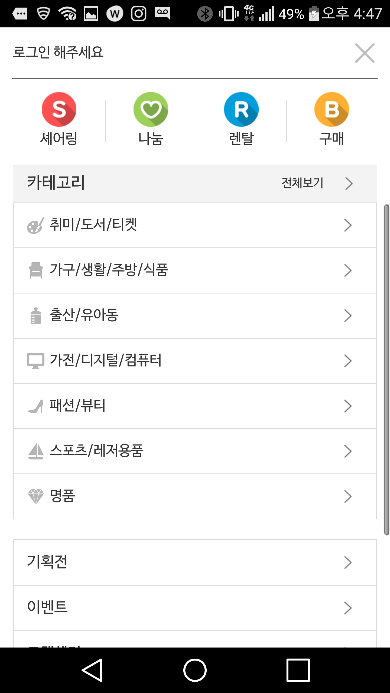 49% 오후 4:47
로그인 해주세요
S
R
B
셰어링
나눔
렌탈
구매
카테고리
전체보기
취미/도서/티켓
가구/생활/주방/식품
출산/유아동
가전/디지털/컴퓨터
패션/뷰티
스포츠/레저용품
명품
기획전
이벤트